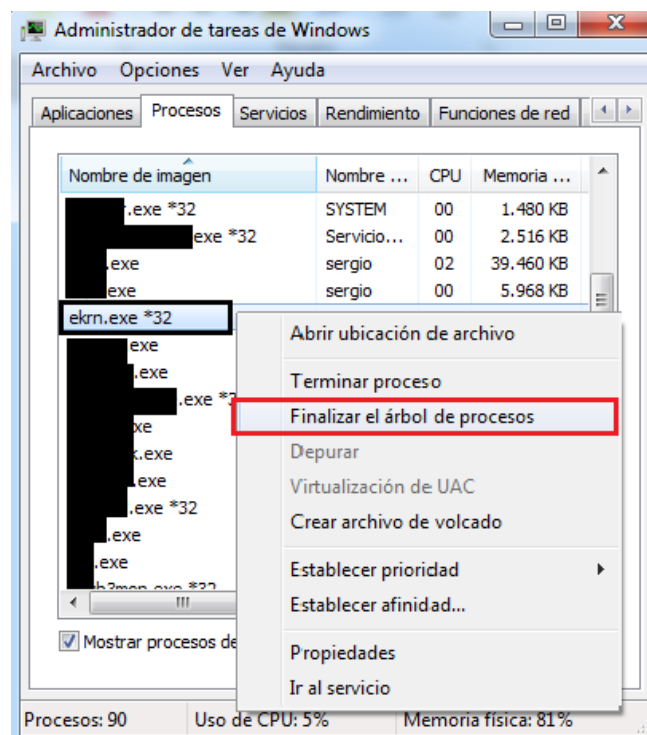 Administrador de tareas de Windows
Archivo Opciones Ver Ayuda
Aplicaciones Procesos Servicios Rendimiento Funciones de red
Nombre de imagen Nombre ... CPU Memoria ...
.exe *32 SYSTEM 00 1.480 KB
exe *32 Servicio... 00 2.516 KB
.exe sergio 02 39.460 KB
exe sergio 00 5.968 KB
ekrn.exe *32
exe
.exe
.exe *3
xe
.exe
.exe
.exe *32
.exe
.exe
Abrir ubicación de archivo
Terminar proceso
Finalizar el árbol de procesos
Depurar
Virtualización de UAC
Crear archivo de volcado
Establecer prioridad
Establecer afinidad...
Propiedades
Ir al servicio
Mostrar procesos de
Procesos: 90 Uso de CPU: 5% Memoria física: 81%